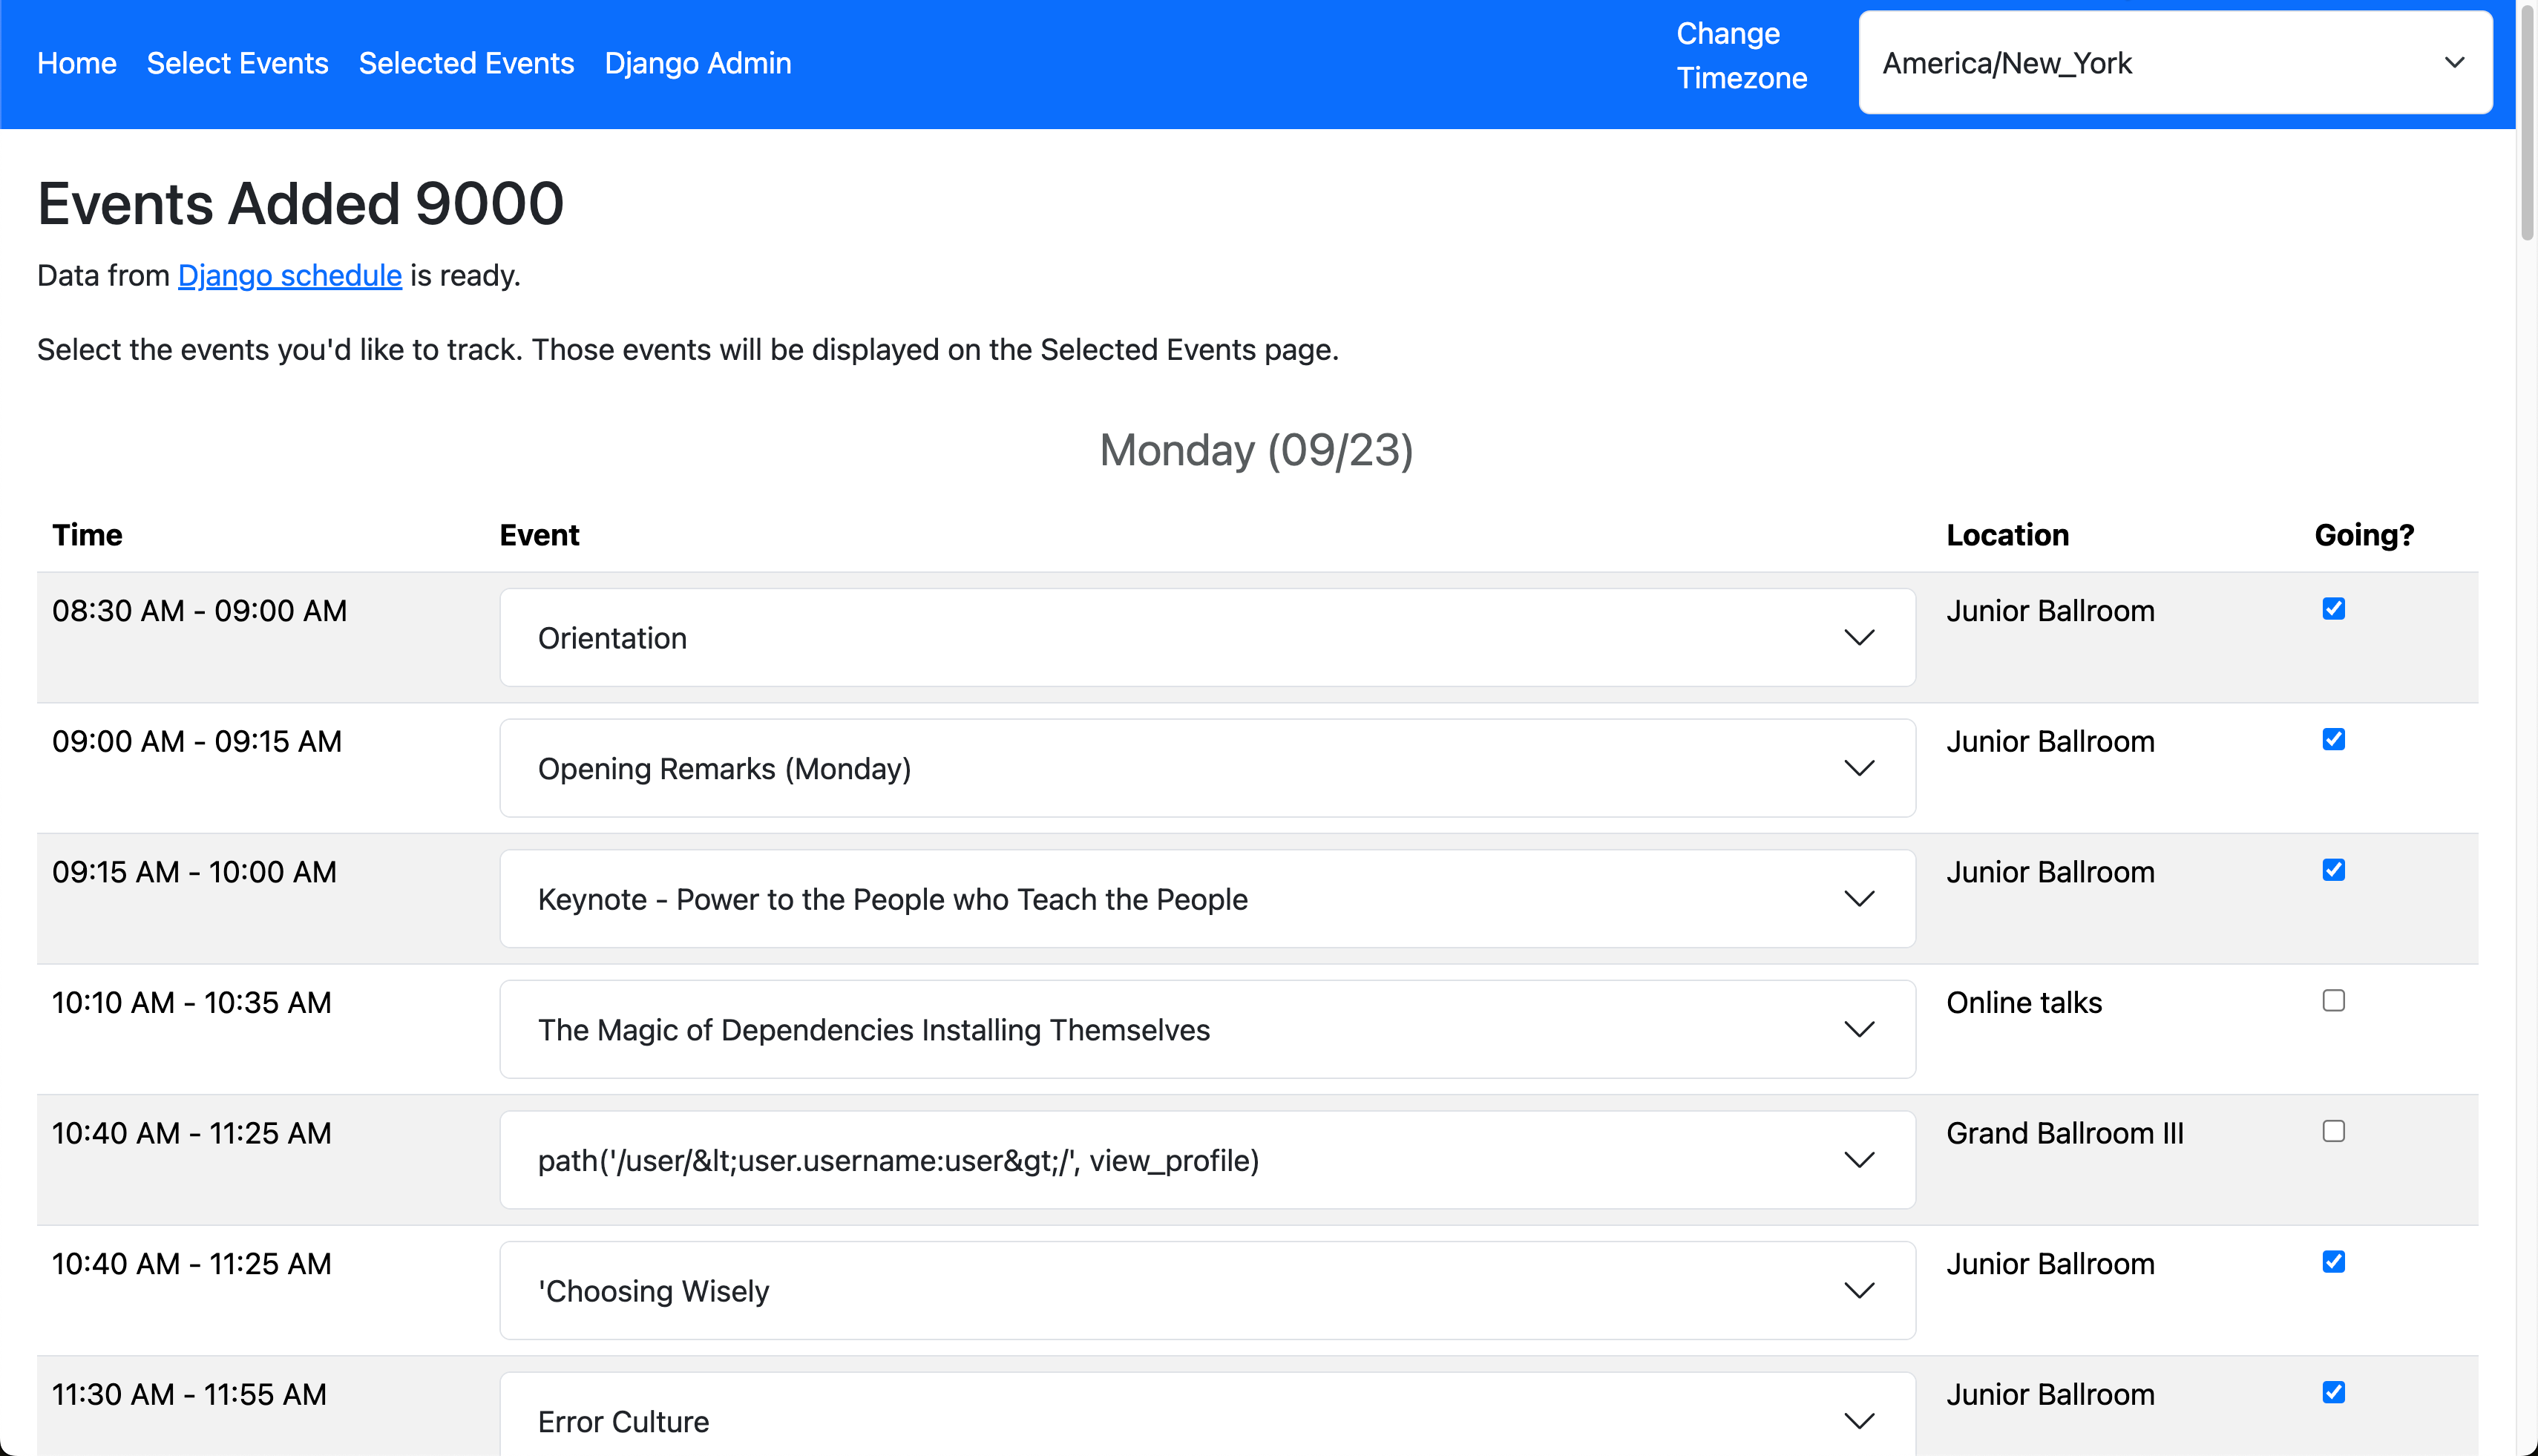 Home Select Events Selected Events Django Admin
Change
Timezone
America/New_York
Events Added 9000
Data from Django schedule is ready.
Select the events you'd like to track. Those events will be displayed on the Selected Events page.
Monday (09/23)
Time Event Location Going?
08:30 AM - 09:00 AM Orientation Junior Ballroom
09:00 AM - 09:15 AM Opening Remarks (Monday) Junior Ballroom
09:15 AM - 10:00 AM Keynote - Power to the People who Teach the People Junior Ballroom
10:10 AM - 10:35 AM The Magic of Dependencies Installing Themselves Online talks
10:40 AM - 11:25 AM path('/user/&lt;user.username:user&gt;/', view_profile) Grand Ballroom III
10:40 AM - 11:25 AM 'Choosing Wisely Junior Ballroom
11:30 AM - 11:55 AM Error Culture Junior Ballroom